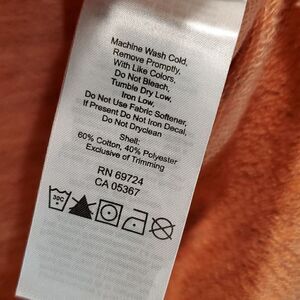 Machine Wash Cold,
Remove Promptly,
With Like Colors,
Do Not Bleach,
Tumble Dry Low,
Iron Low,
Do Not Use Fabric Softener,
If Present Do Not Iron Decal,
Do Not Dryclean
Shell:
60% Cotton, 40% Polyester
Exclusive of Trimming
RN 69724
CA 05367
30C